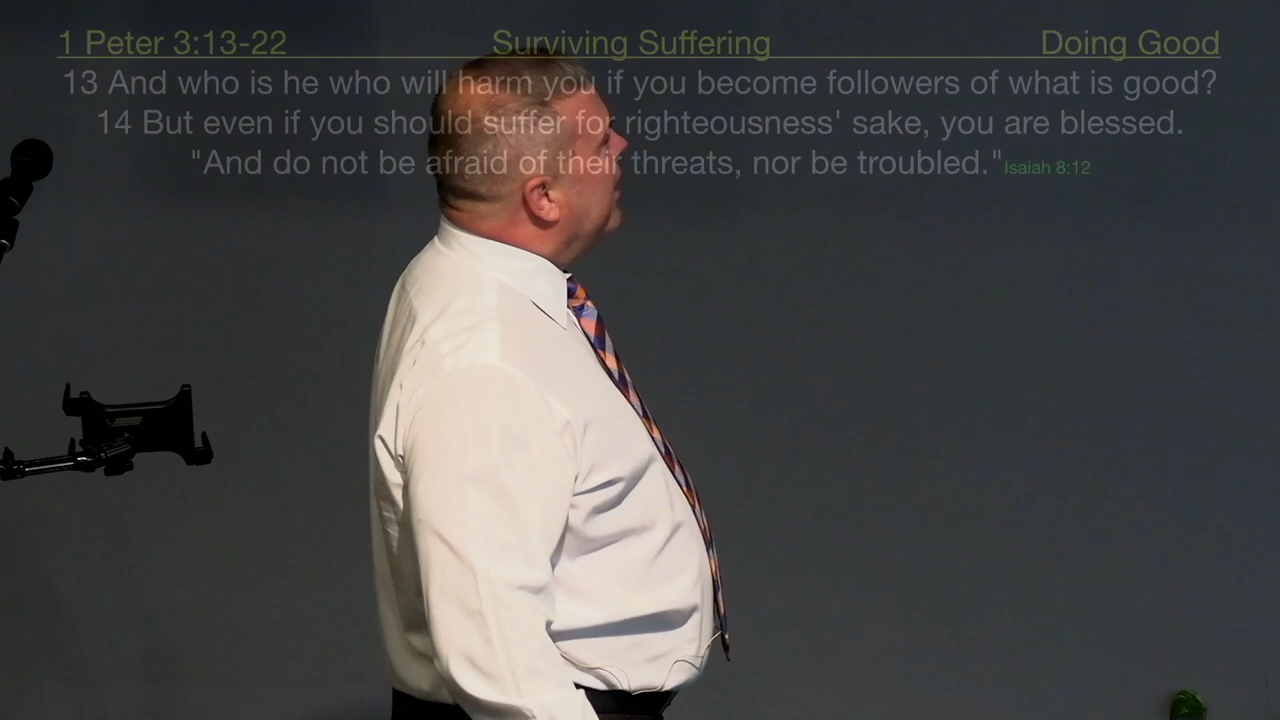 1 Peter 3:13-22 Surviving Suffering Doing Good
13 And who is he who will harm you if you become followers of what is good?
14 But even if you should suffer for righteousness' sake, you are blessed.
"And do not be afraid of their threats, nor be troubled." Isaiah 8:12